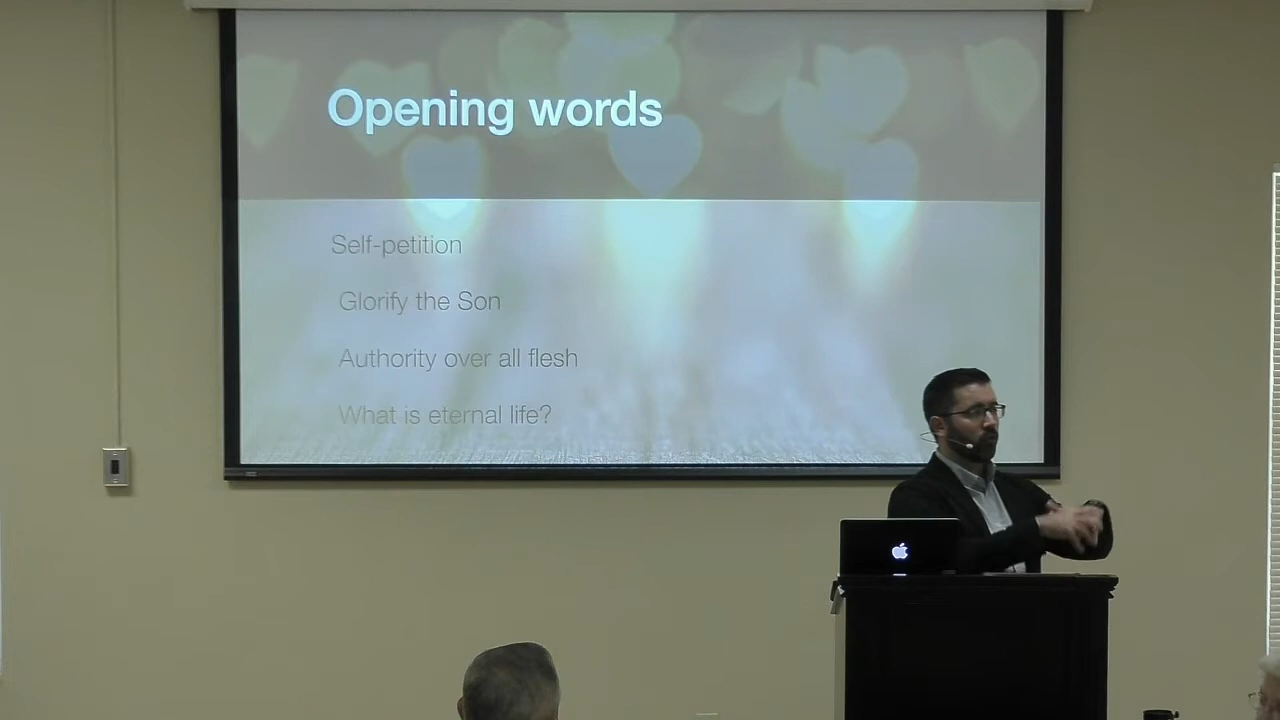 Opening words
Self-petition
Glorify the Son
Authority over all flesh
What is eternal life?